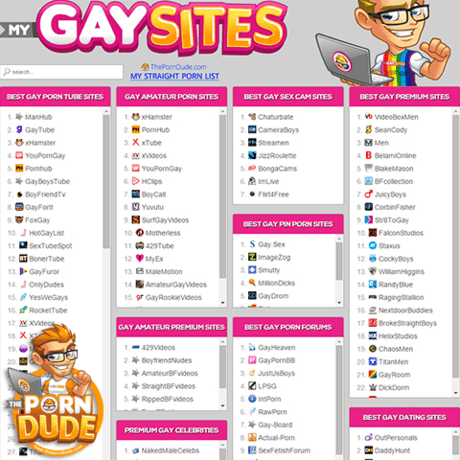 MY GAYSITES
search...
ThePornDude.com
MY STRAIGHT PORN LIST
BEST GAY PORN TUBE SITES
1. ManHub
2. GayTube
3. xHamster
4. YouPornGay
5. Pornhub
6. GayBoysTube
7. BoyFriendTv
8. GayForIt
9. FoxGay
10. HotGayList
11. SexTubeSpot
12. BonerTube
13. GayFuror
14. OnlyDudes
15. YesWeGays
16. RocketTube
17. XVideos
18. XT
THE PORN DUDE
GAY AMATEUR PORN SITES
1. xHamster
2. PornHub
3. xTube
4. xVideos
5. YouPornGay
6. HClips
7. BoyCall
8. Yuvutu
9. SurfGayVideos
10. Motherless
11. 429Tube
12. MyEx
13. MaleMotion
14. AmateurGayVideos
15. GayRookieVideos
GAY AMATEUR PREMIUM SITES
1. 429Videos
2. BoyfriendNudes
3. AmateurBFvideos
4. StraightBFvideos
5. RippedBFvideos
PREMIUM GAY CELEBRITIES
1. NakedMaleCelebs
BEST GAY SEX CAM SITES
1. Chaturbate
2. CameraBoys
3. Streamen
4. JizzRoulette
5. BongaCams
6. ImLive
7. Flirt4Free
BEST GAY PIN PORN SITES
1. Gay.Sex
2. ImageZog
3. Smutty
4. MillionDicks
5. GayDrom
BEST GAY PORN FORUMS
1. GayHeaven
2. GayPornBB
3. JustUsBoys
4. LPSG
5. IntPorn
6. RawPorn
7. Gay-Board
8. Actual-Porn
9. SexFetishForum
BEST GAY PREMIUM SITES
1. VideoBoxMen
2. SeanCody
3. Men
4. BelamiOnline
5. BlakeMason
6. BFcollection
7. JuicyBoys
8. CorbinFisher
9. Str8ToGay
10. FalconStudios
11. Staxus
12. CockyBoys
13. WilliamHiggins
14. RandyBlue
15. RagingStallion
16. NextdoorBuddies
17. BrokeStraightBoys
18. HelixStudios
19. ChaosMen
20. TitanMen
21. GayRoom
22. DickDorm
BEST GAY DATING SITES
1. OutPersonals
2. DaddyHunt